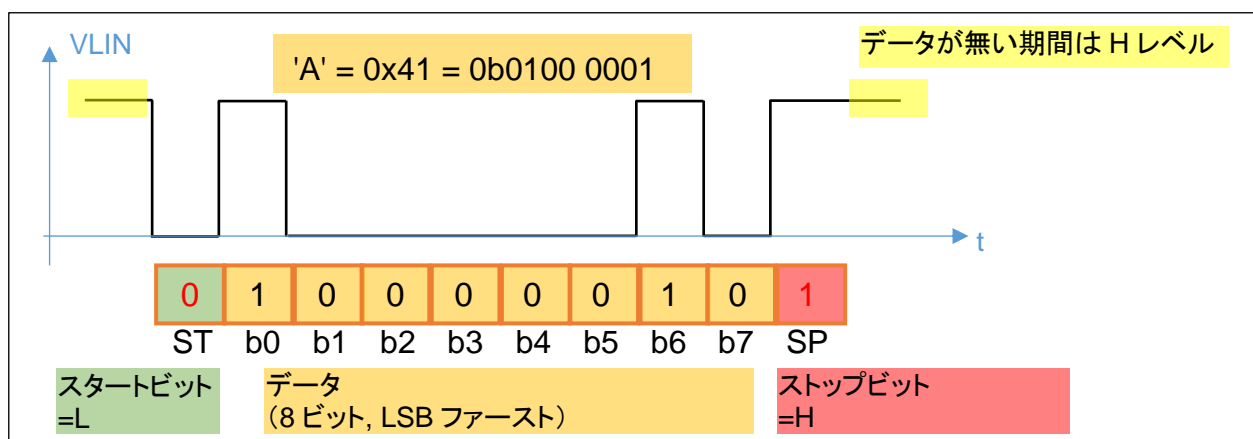 VLIN
データが無い期間は H レベル
'A' = 0x41 = 0b0100 0001
t
0 1 0 0 0 0 0 1 0 1
ST b0 b1 b2 b3 b4 b5 b6 b7 SP
スタートビット
=L
データ
(8 ビット, LSB ファースト)
ストップビット
=H